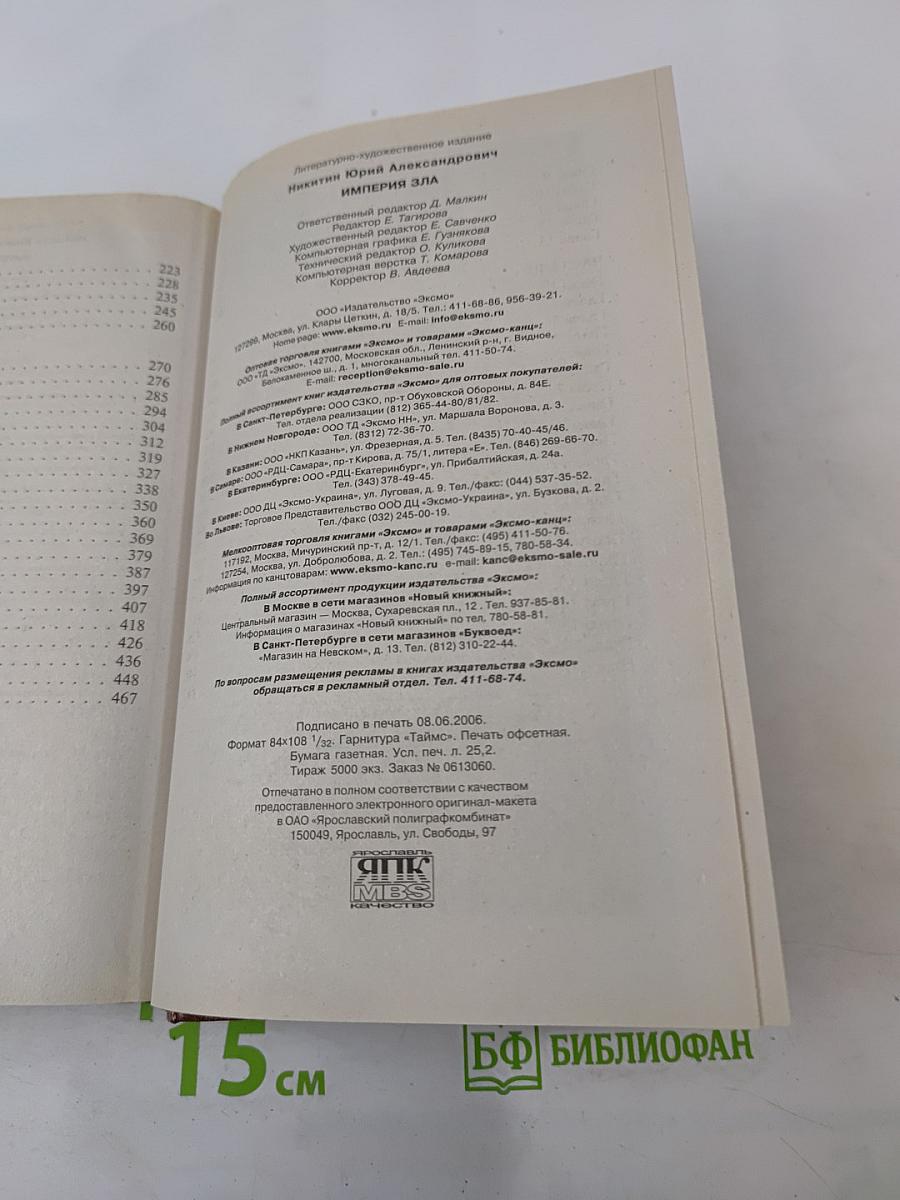 223
228
235
245
260
270
276
285
294
304
312
319
327
338
350
360
369
379
387
397
407
418
426
436
448
467
Литературно-художественное издание
Никитин Юрий Александрович
ИМПЕРИЯ ЗЛА
Ответственный редактор Д. Малкин
Редактор Е. Тагирова
Художественный редактор Е. Савченко
Компьютерная графика Е. Гузнякова
Технический редактор О. Куликова
Компьютерная верстка Т. Комарова
Корректор В. Авдеева
ООО «Издательство «Эксмо»
127299, Москва, ул. Клары Цеткин, д. 18/5. Тел.: 411-68-86, 956-39-21.
Home page: www.eksmo.ru E-mail: info@eksmo.ru
Оптовая торговля книгами «Эксмо» и товарами «Эксмо-канц»:
ООО «ТД «Эксмо». 142700, Московская обл., Ленинский р-н, г. Видное,
Белокаменное ш., д. 1, многоканальный тел. 411-50-74.
E-mail: reception@eksmo-sale.ru
Полный ассортимент книг издательства «Эксмо» для оптовых покупателей:
В Санкт-Петербурге: ООО СЗКО, пр-т Обуховской Обороны, д. 84Е.
Тел. отдела реализации (812) 365-44-80/81/82.
В Нижнем Новгороде: ООО ТД «Эксмо НН», ул. Маршала Воронова, д. 3.
Тел. (8312) 72-36-70.
В Казани: ООО «НКП Казань», ул. Фрезерная, д. 5. Тел. (8435) 70-40-45/46.
В Самаре: ООО «РДЦ-Самара», пр-т Кирова, д. 75/1, литера «Е». Тел. (846) 269-66-70.
В Екатеринбурге: ООО «РДЦ-Екатеринбург», ул. Прибалтийская, д. 24а.
Тел. (343) 378-49-45.
В Киеве: ООО ДЦ «Эксмо-Украина», ул. Луговая, д. 9. Тел./факс: (044) 537-35-52.
Во Львове: Торговое Представительство ООО ДЦ «Эксмо-Украина», ул. Бузкова, д. 2.
Тел./факс (032) 245-00-19.
Мелкооптовая торговля книгами «Эксмо» и товарами «Эксмо-канц»:
117192, Москва, Мичуринский пр-т, д. 12/1. Тел./факс: (495) 411-50-76.
127254, Москва, ул. Добролюбова, д. 2. Тел.: (495) 745-89-15, 780-58-34.
Информация по канцтоварам: www.eksmo-kanc.ru e-mail: kanc@eksmo-sale.ru
Полный ассортимент продукции издательства «Эксмо»:
В Москве в сети магазинов «Новый книжный»:
Центральный магазин — Москва, Сухаревская пл., 12 . Тел. 937-85-81.
Информация о магазинах «Новый книжный» по тел. 780-58-81.
В Санкт-Петербурге в сети магазинов «Буквоед»:
«Магазин на Невском», д. 13. Тел. (812) 310-22-44.
По вопросам размещения рекламы в книгах издательства «Эксмо»
обращаться в рекламный отдел. Тел. 411-68-74.
Подписано в печать 08.06.2006.
Формат 84×108 1/32. Гарнитура «Таймс». Печать офсетная.
Бумага газетная. Усл. печ. л. 25,2.
Тираж 5000 экз. Заказ № 0613060.
Отпечатано в полном соответствии с качеством
предоставленного электронного оригинал-макета
в ОАО «Ярославский полиграфкомбинат»
150049, Ярославль, ул. Свободы, 97
ЯРОСЛАВЛЬ
ЯПК
MBS
КАЧЕСТВО
15 см
БФ БИБЛИОФАН